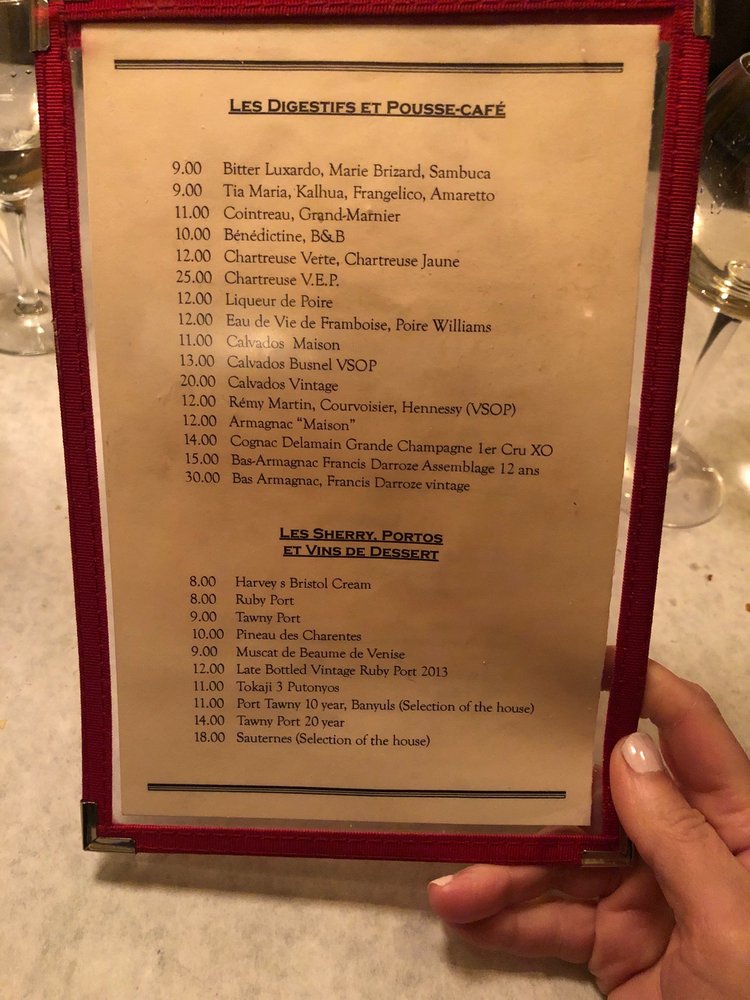 Les Digestifs et Pousse-café
9.00 Bitter Luxardo, Marie Brizard, Sambuca
9.00 Tia Maria, Kalhua, Frangelico, Amaretto
11.00 Cointreau, Grand-Marnier
10.00 Bénédictine, B&B
12.00 Chartreuse Verte, Chartreuse Jaune
25.00 Chartreuse V.E.P.
12.00 Liqueur de Poire
12.00 Eau de Vie de Framboise, Poire Williams
11.00 Calvados Maison
13.00 Calvados Busnel VSOP
20.00 Calvados Vintage
12.00 Rémy Martin, Courvoisier, Hennessy (VSOP)
12.00 Armagnac “Maison”
14.00 Cognac Delamain Grande Champagne 1er Cru XO
15.00 Bas-Armagnac Francis Darroze Assemblage 12 ans
30.00 Bas Armagnac, Francis Darroze vintage
Les Sherry, Portos
et Vins de Dessert
8.00 Harvey s Bristol Cream
8.00 Ruby Port
9.00 Tawny Port
10.00 Pineau des Charentes
9.00 Muscat de Beaume de Venise
12.00 Late Bottled Vintage Ruby Port 2013
11.00 Tokaji 3 Putonyos
11.00 Port Tawny 10 year, Banyuls (Selection of the house)
14.00 Tawny Port 20 year
18.00 Sauternes (Selection of the house)